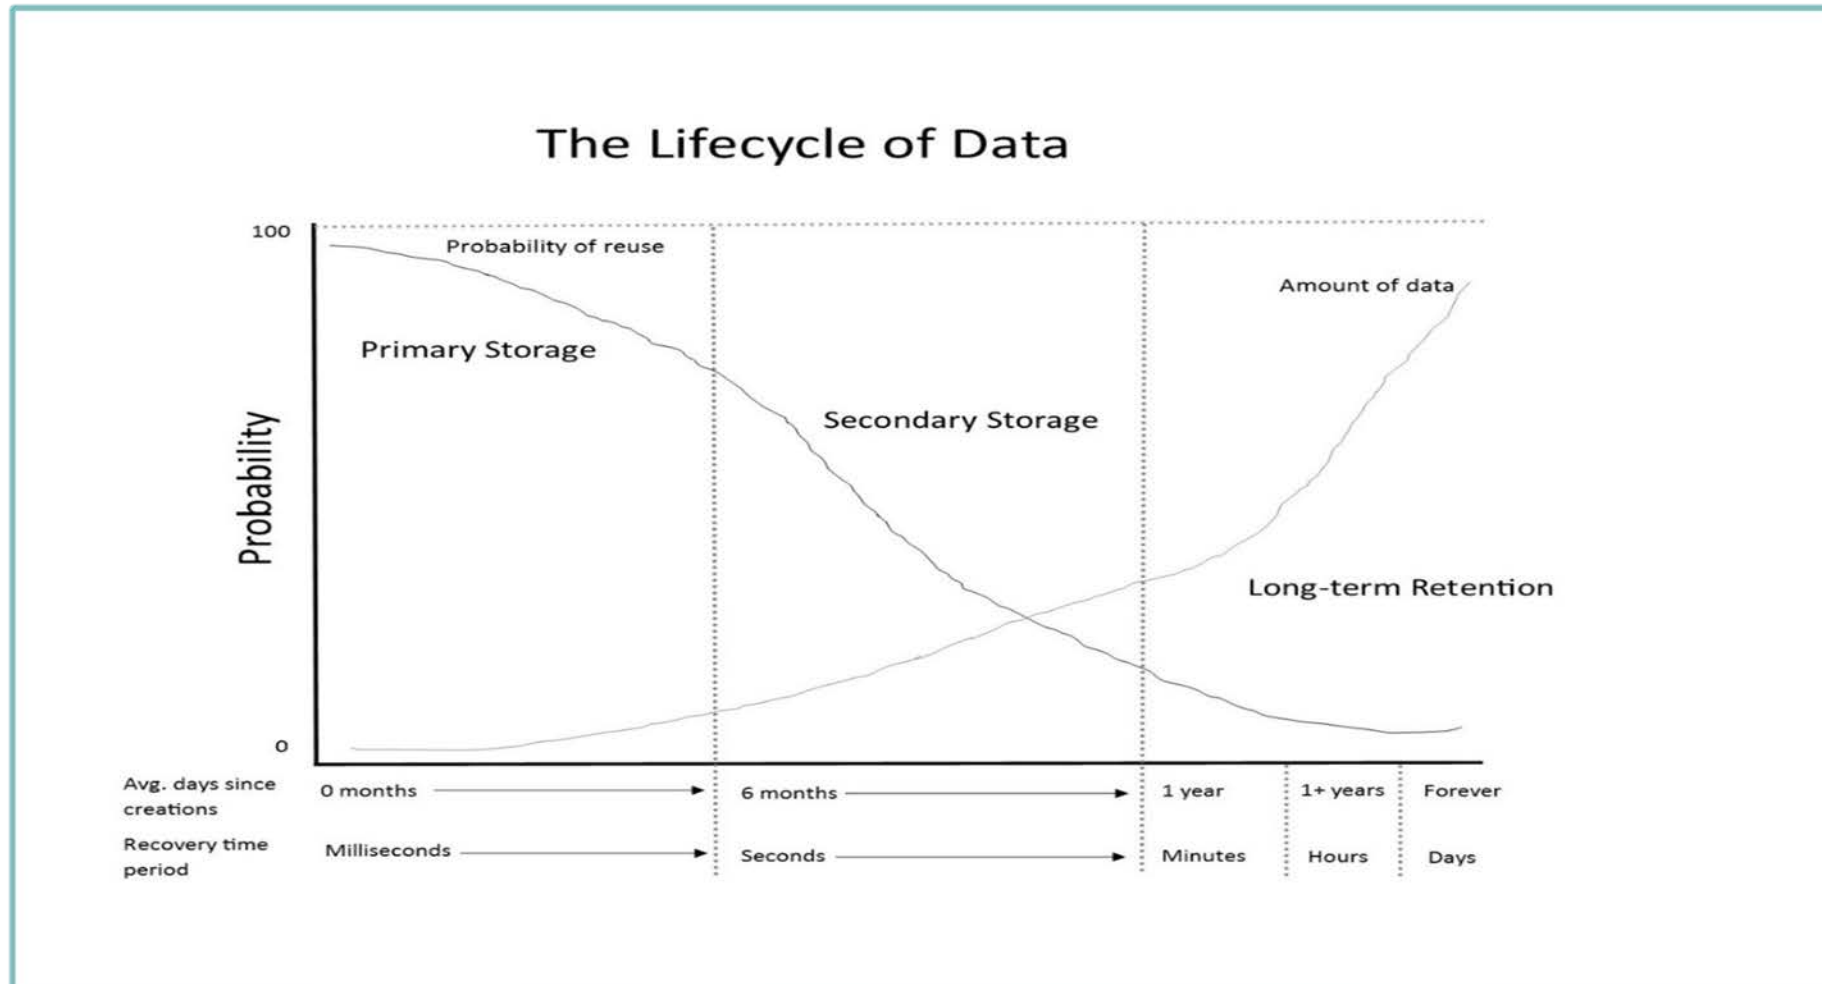 The Lifecycle of Data
100
Probability of reuse
Amount of data
Primary Storage
Secondary Storage
Probability
Long-term Retention
0
Avg. days since
creations
0 months
6 months
1 year
1+ years
Forever
Recovery time
period
Milliseconds
Seconds
Minutes
Hours
Days